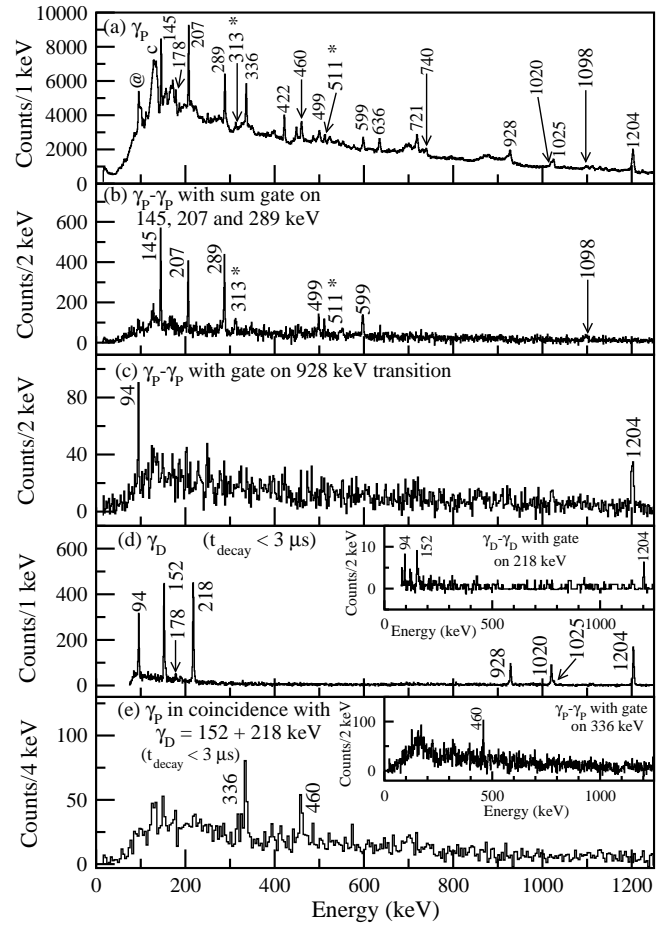 (a) γP
@
c
145
178
207
289
313 *
336
422
460
499
511 *
599
636
721
740
928
1020
1025
1098
1204
Counts/1 keV
10000
8000
6000
4000
2000
0
(b) γP-γP with sum gate on
145, 207 and 289 keV
145
207
289
313 *
499
511 *
599
1098
Counts/2 keV
600
400
200
0
(c) γP-γP with gate on 928 keV transition
94
1204
Counts/2 keV
80
40
0
(d) γD (tdecay < 3 μs)
94
152
178
218
928
1020
1025
1204
Counts/1 keV
600
400
200
0
γD-γD with gate
on 218 keV
94
152
1204
Counts/2 keV
10
0
0 500 1000
Energy (keV)
(e) γP in coincidence with
γD = 152 + 218 keV
(tdecay < 3 μs)
336
460
Counts/4 keV
100
75
50
25
0
γP-γP with gate
on 336 keV
460
Counts/2 keV
100
50
0
0 500 1000
Energy (keV)
0 200 400 600 800 1000 1200
Energy (keV)